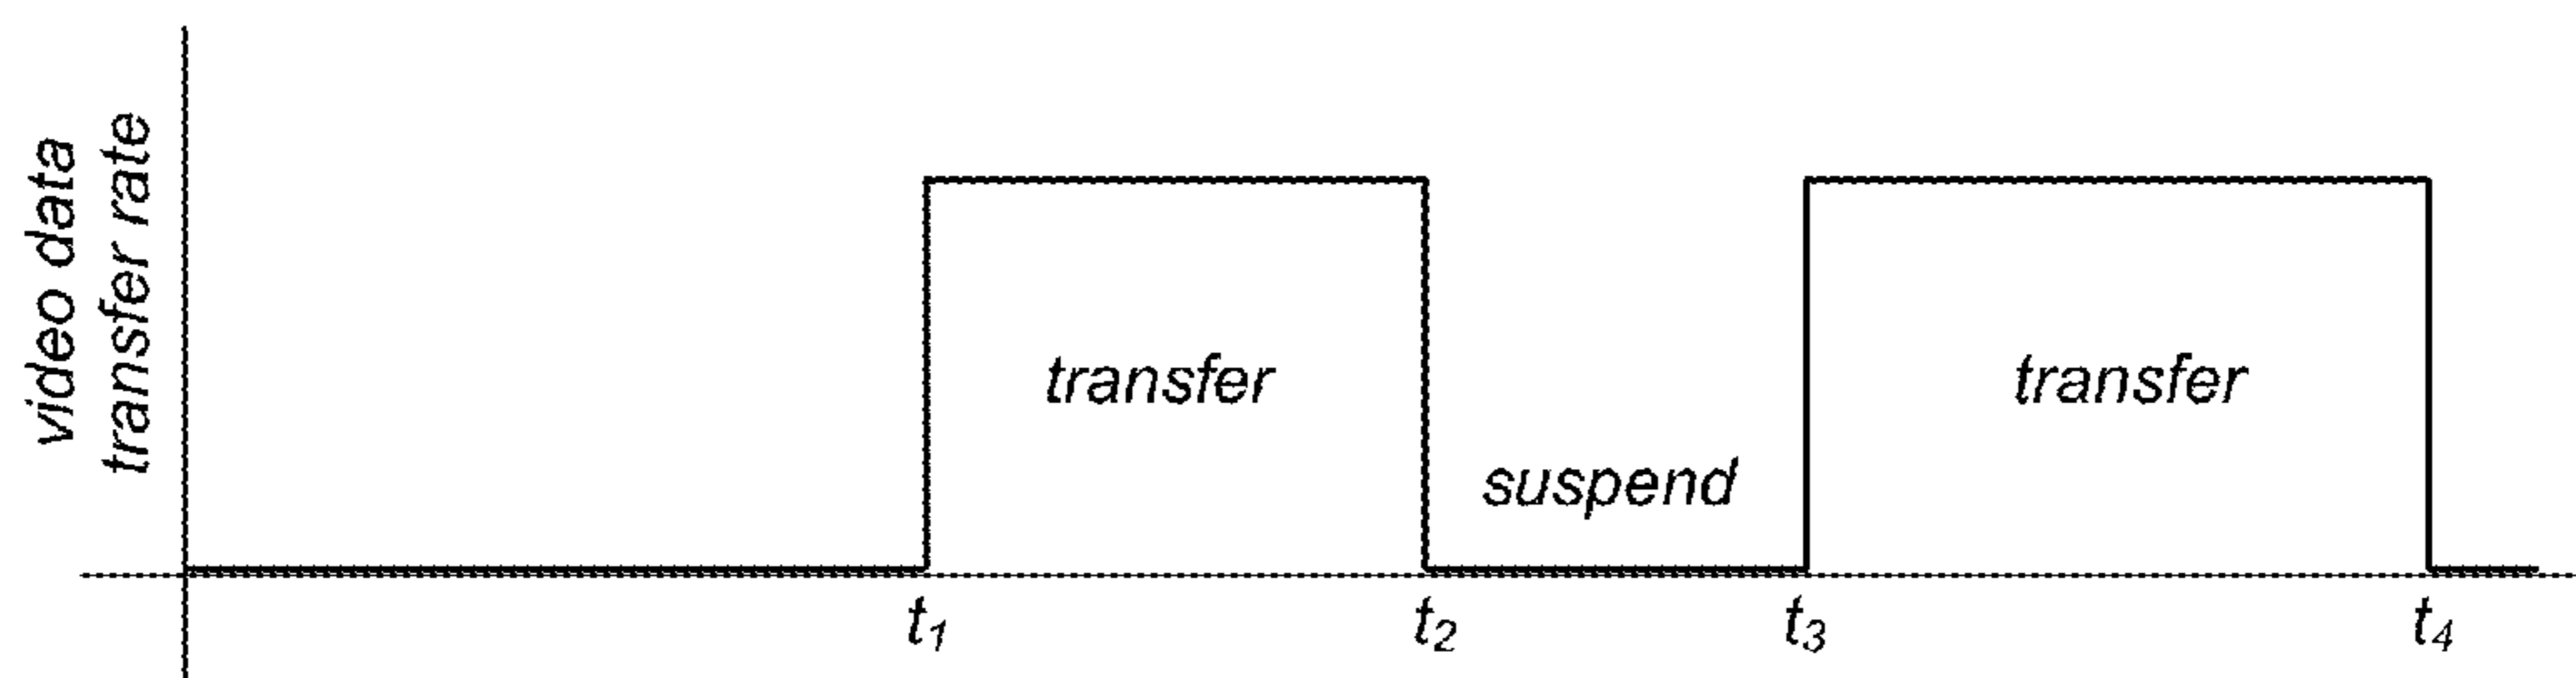 video data
transfer rate
transfer
transfer
suspend
t₁ t₂ t₃ t₄